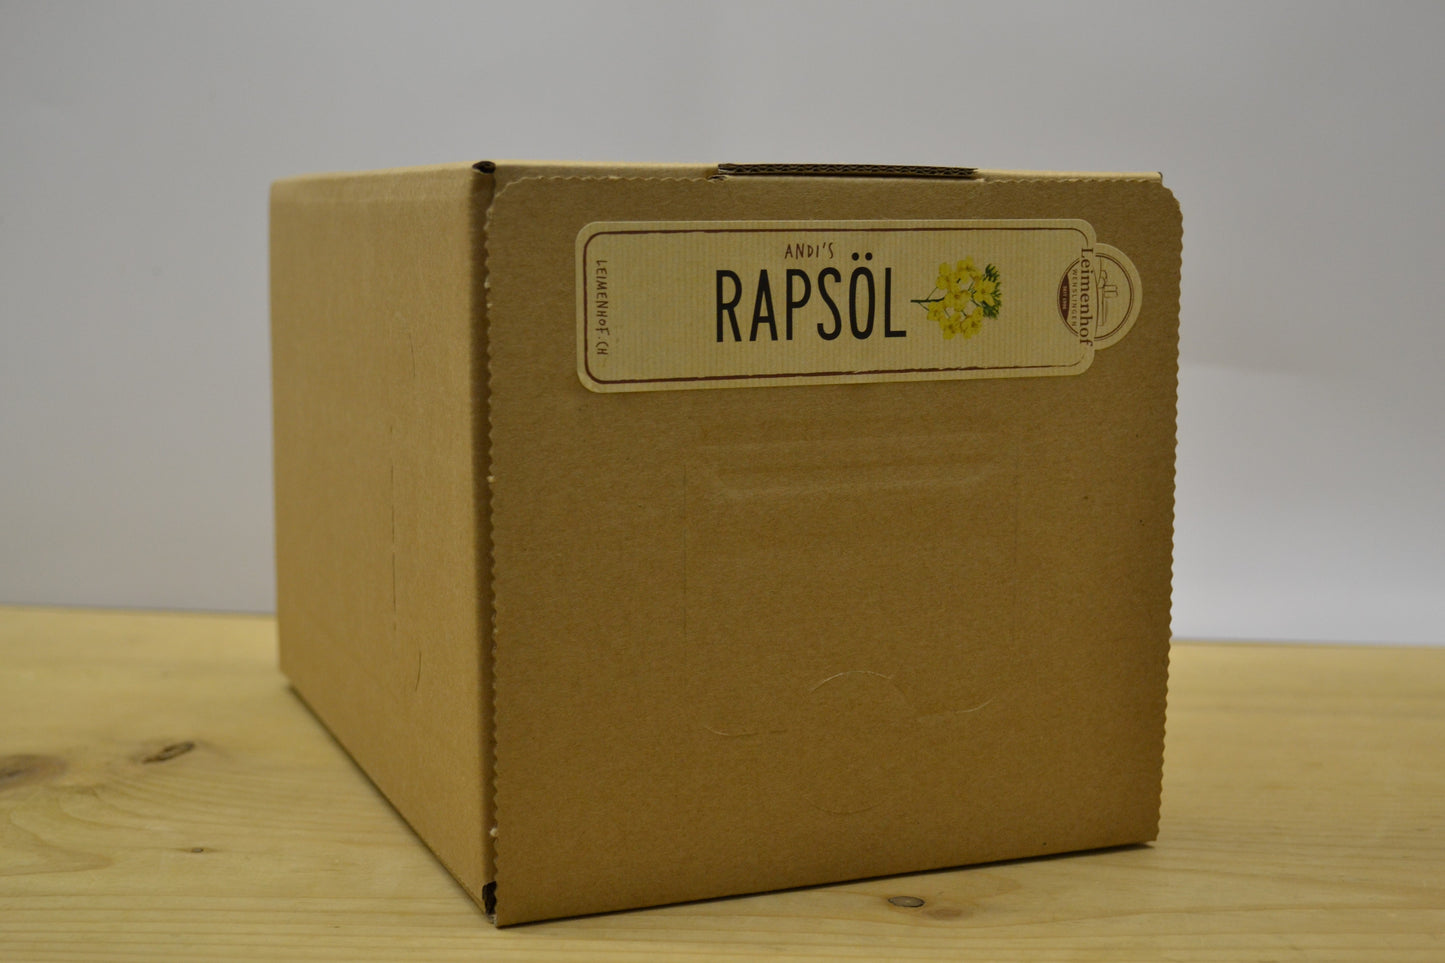 ANDI'S
RAPSÖL
LEIMENHOF.CH
Leimenhof
WENSLINGEN